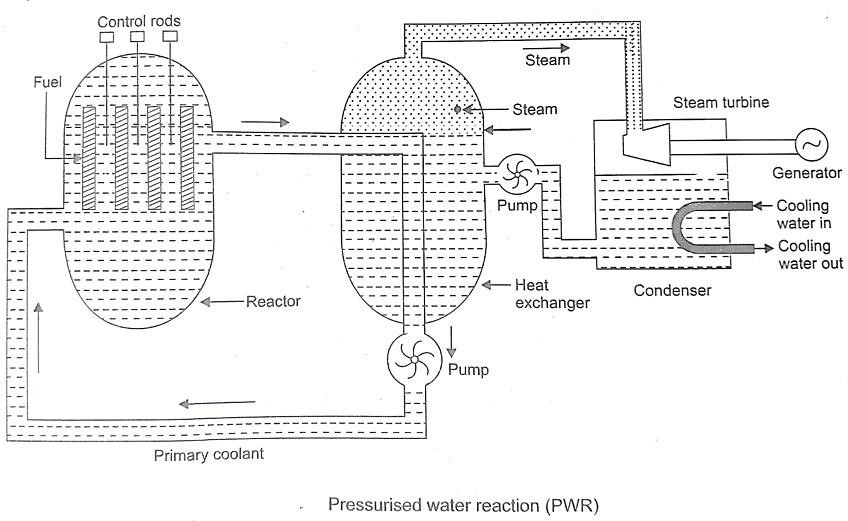 Control rods
Fuel
Steam
Steam
Steam turbine
Generator
Pump
Cooling
water in
Cooling
water out
Heat
exchanger
Condenser
Reactor
Pump
Primary coolant
Pressurised water reaction (PWR)